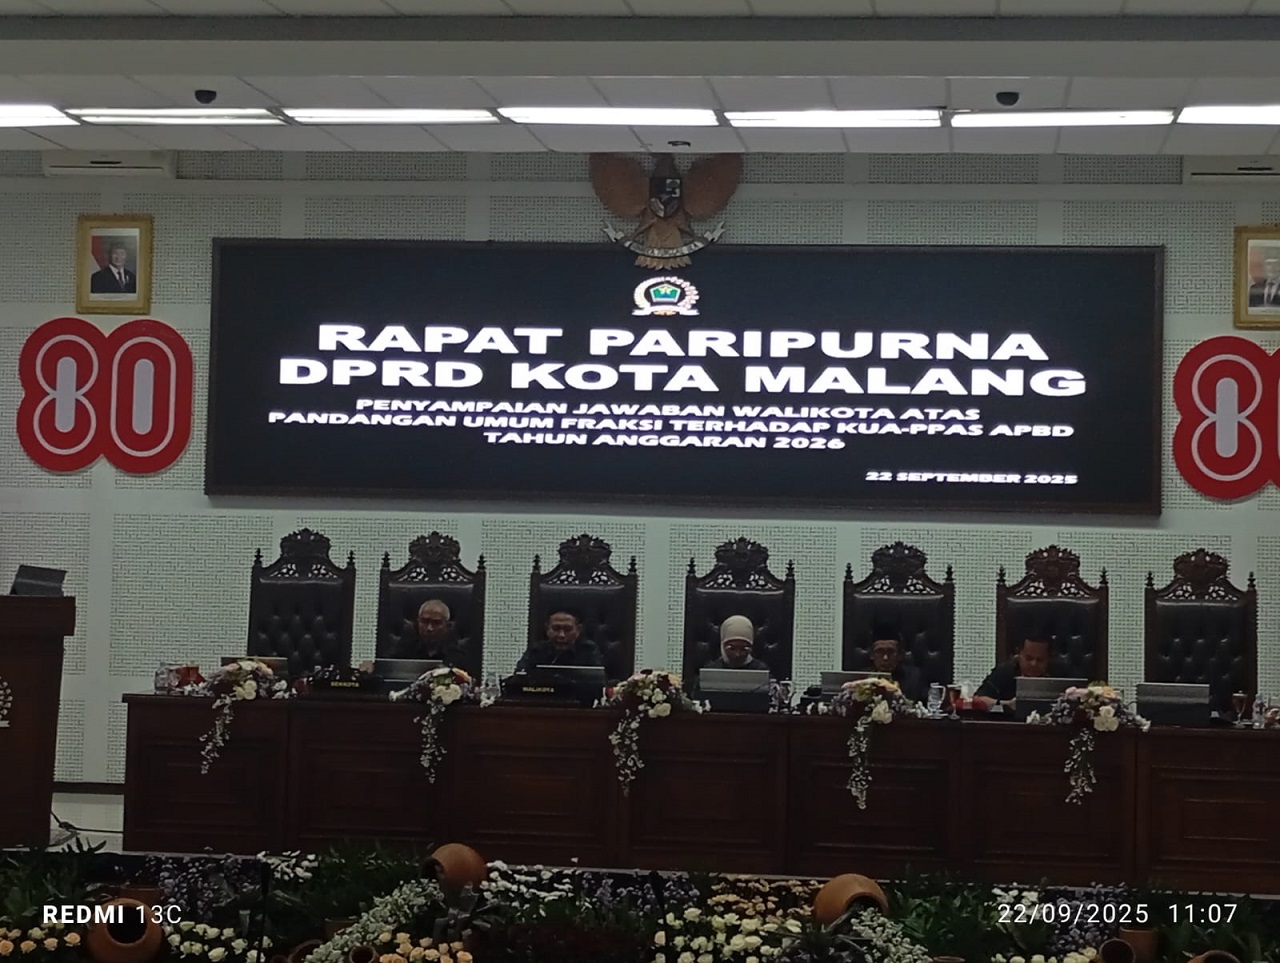 80
80
RAPAT PARIPURNA
DPRD KOTA MALANG
PENYAMPAIAN JAWABAN WALIKOTA ATAS
PANDANGAN UMUM FRAKSI TERHADAP KUA-PPAS APBD
TAHUN ANGGARAN 2026
22 SEPTEMBER 2025
SEKKOTA
WALIKOTA
REDMI 13C
22/09/2025 11:07